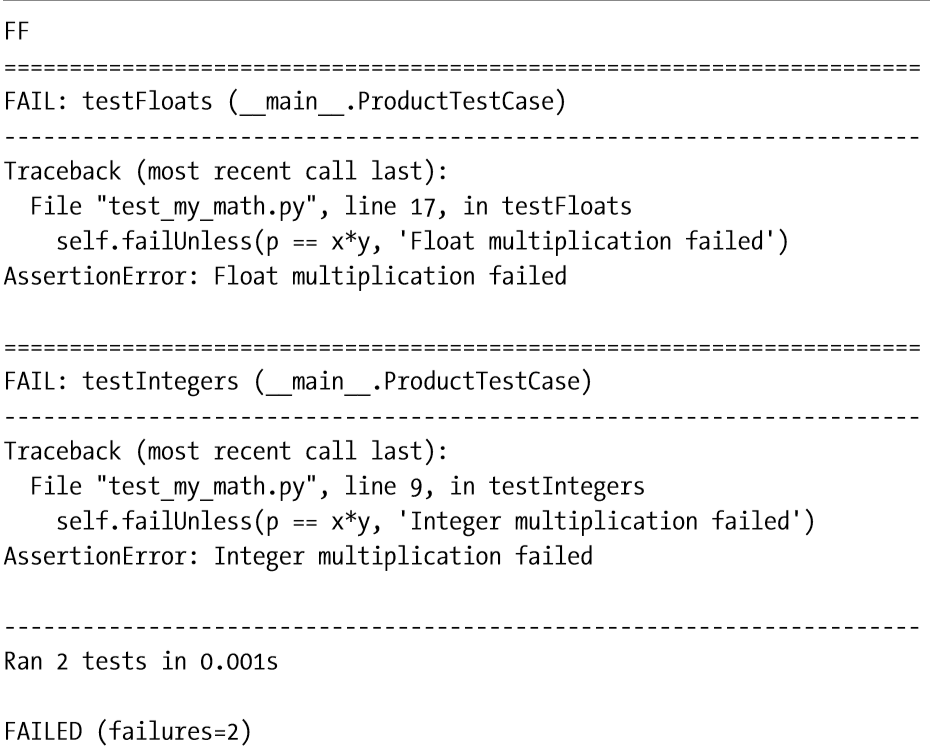 FF
======================================================================
FAIL: testFloats (__main__.ProductTestCase)
----------------------------------------------------------------------
Traceback (most recent call last):
  File "test_my_math.py", line 17, in testFloats
    self.failUnless(p == x*y, 'Float multiplication failed')
AssertionError: Float multiplication failed
======================================================================
FAIL: testIntegers (__main__.ProductTestCase)
----------------------------------------------------------------------
Traceback (most recent call last):
  File "test_my_math.py", line 9, in testIntegers
    self.failUnless(p == x*y, 'Integer multiplication failed')
AssertionError: Integer multiplication failed
----------------------------------------------------------------------
Ran 2 tests in 0.001s
FAILED (failures=2)